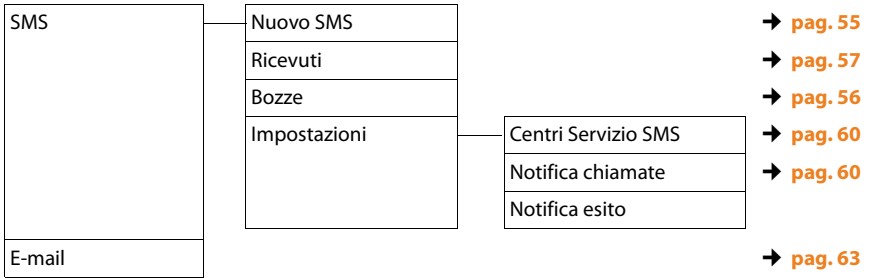 SMS Nuovo SMS → pag. 55
Ricevuti → pag. 57
Bozze → pag. 56
Impostazioni Centri Servizio SMS → pag. 60
Notifica chiamate → pag. 60
Notifica esito
E-mail → pag. 63